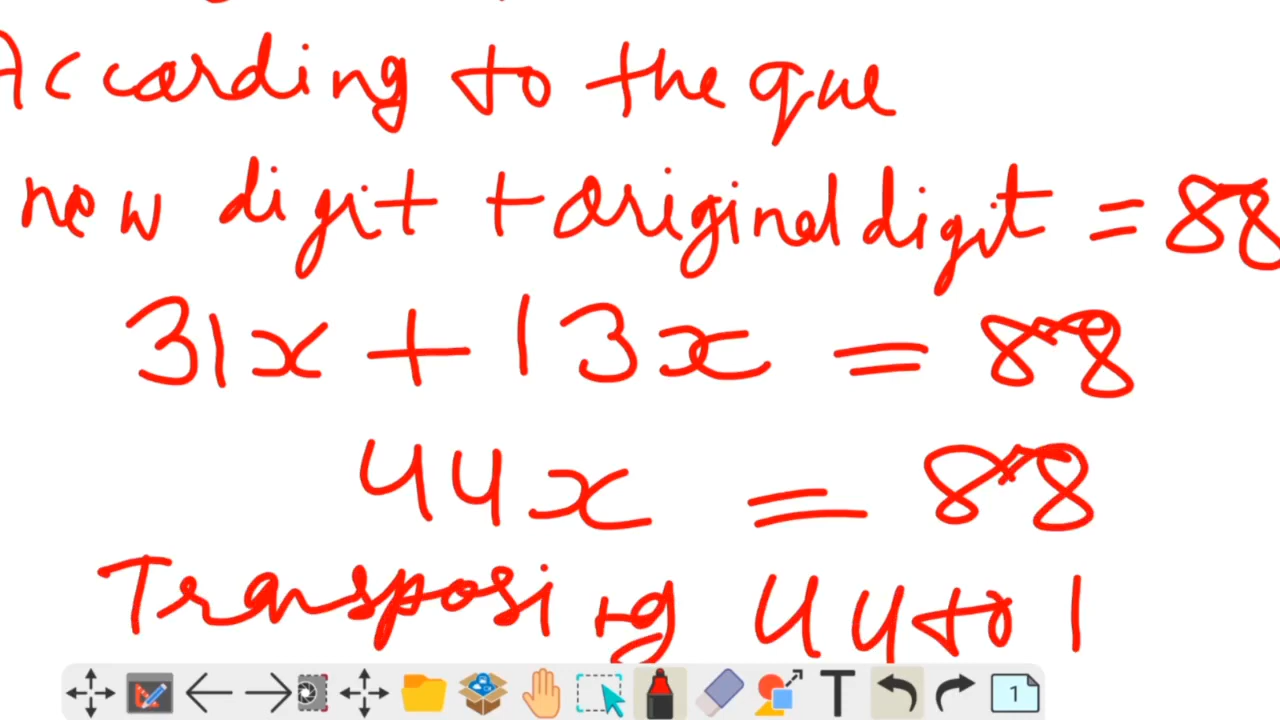 According to the que
new digit + original digit = 88
31x + 13x = 88
44x = 88
Transposing 44 to
T 1